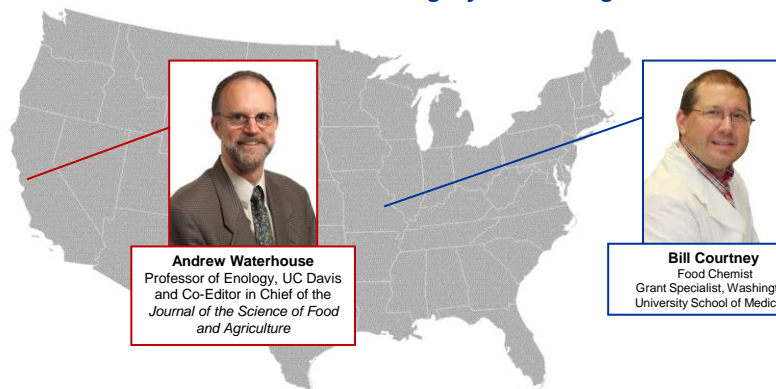 Andrew Waterhouse
Professor of Enology, UC Davis
and Co-Editor in Chief of the
Journal of the Science of Food
and Agriculture
Bill Courtney
Food Chemist
Grant Specialist, Washingt
University School of Medic